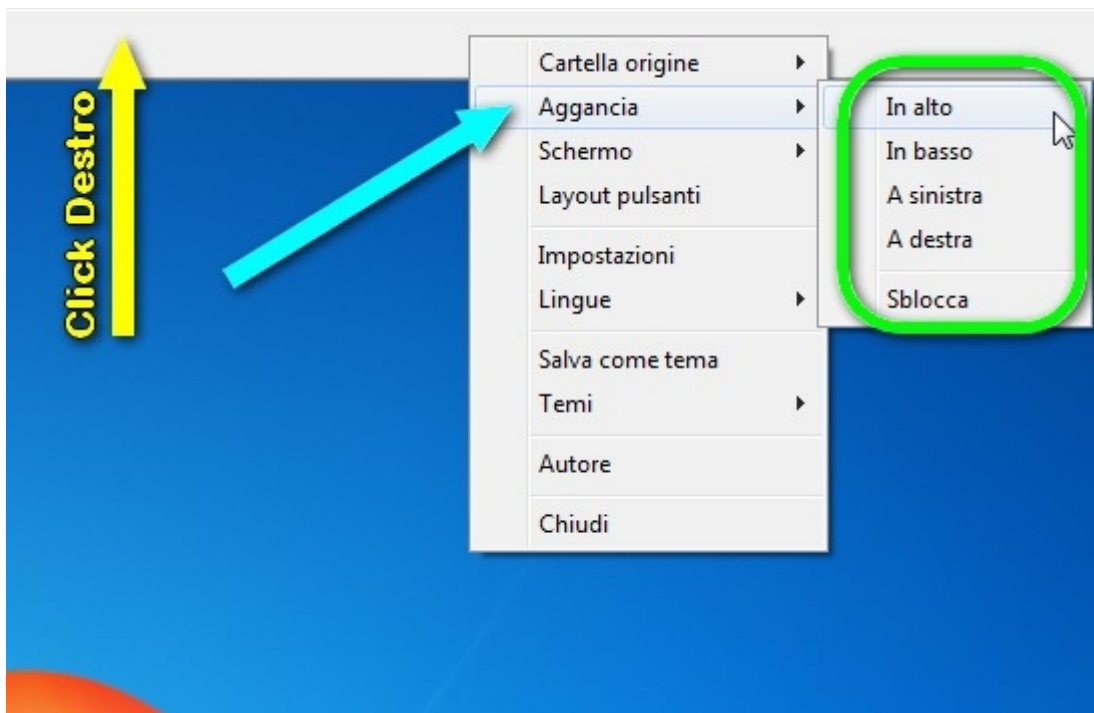 Click Destro
Cartella origine
Aggancia
Schermo
Layout pulsanti
Impostazioni
Lingue
Salva come tema
Temi
Autore
Chiudi
In alto
In basso
A sinistra
A destra
Sblocca